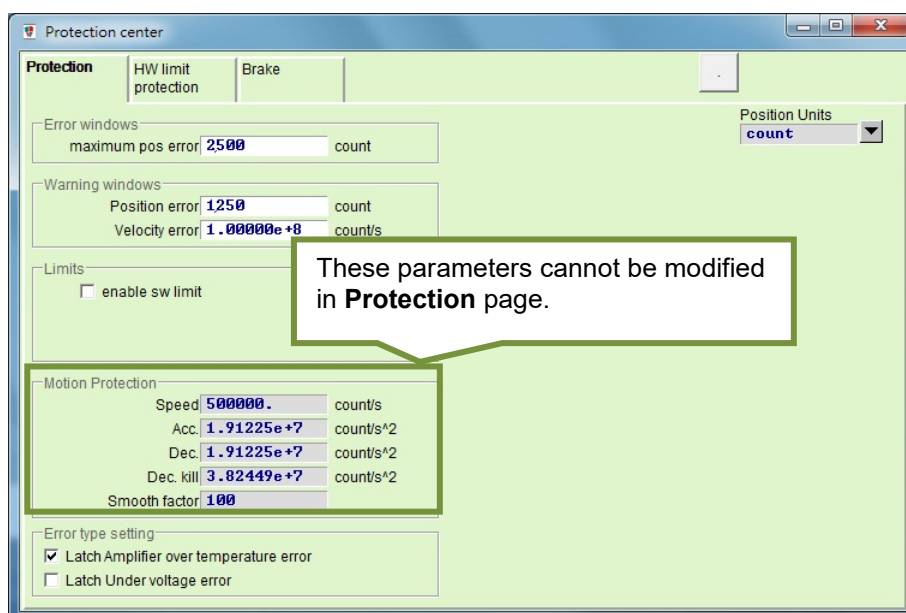 Protection center
Protection
HW limit
protection
Brake
.
Position Units
count
Error windows
maximum pos error 2,500 count
Warning windows
Position error 1,250 count
Velocity error 1.00000e+8 count/s
Limits
enable sw limit
These parameters cannot be modified
in Protection page.
Motion Protection
Speed 500000. count/s
Acc. 1.91225e+7 count/s^2
Dec. 1.91225e+7 count/s^2
Dec. kill 3.82449e+7 count/s^2
Smooth factor 100
Error type setting
Latch Amplifier over temperature error
Latch Under voltage error